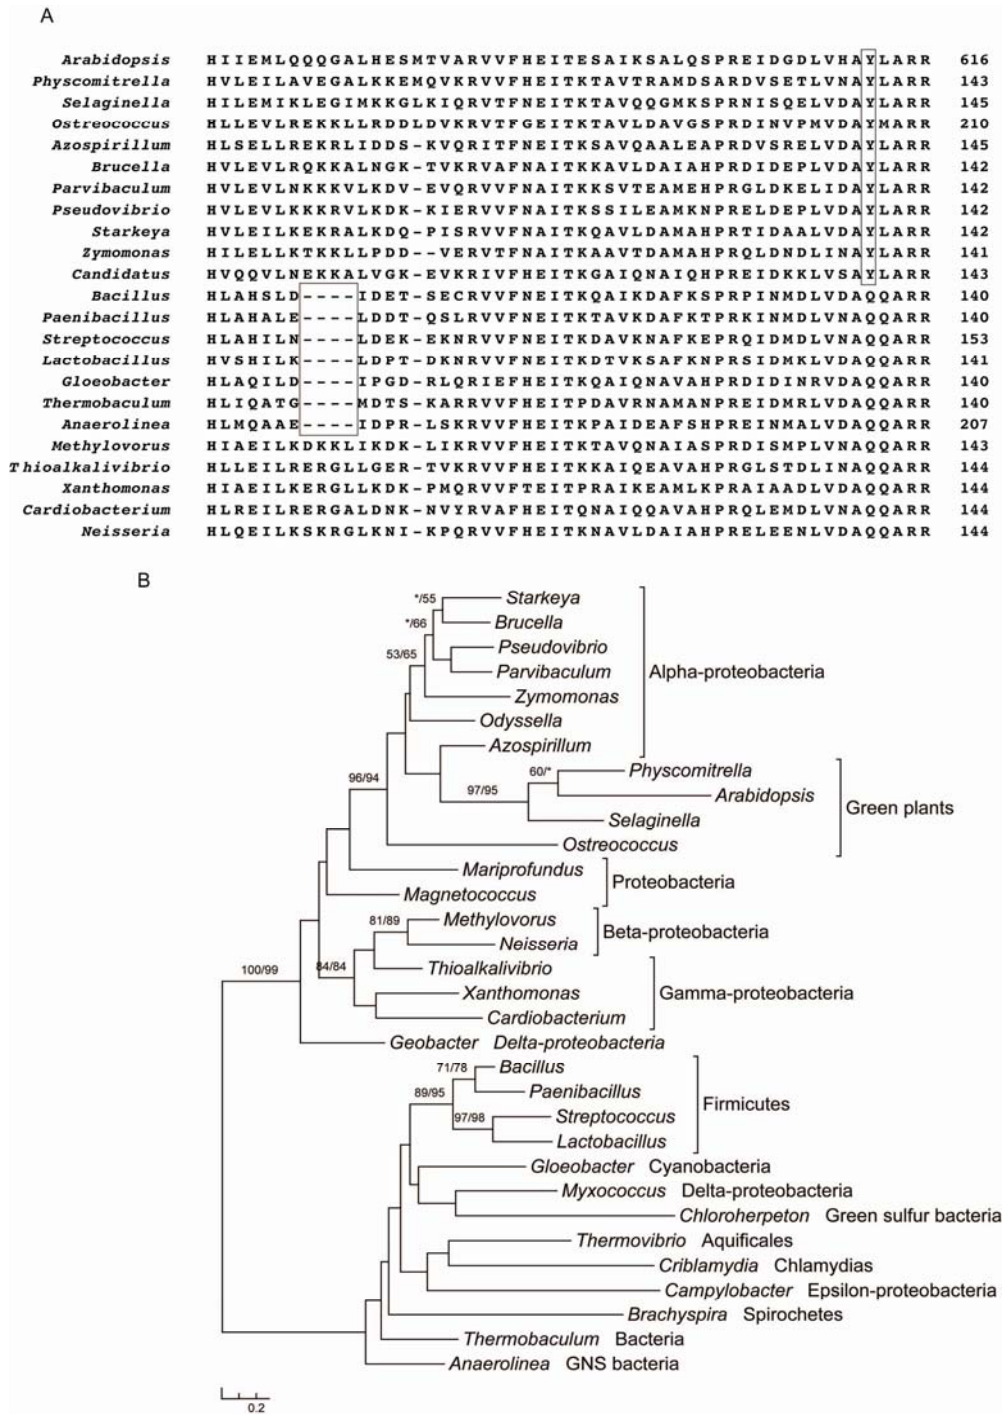 A
Arabidopsis HIIEMLQQQGALHESMTVARVVFHEITESAIKSALQSPREIDGDLVHAYLARR 616
Physcomitrella HVLEILAVEGALKKEMQVKRVVFHEITKTAVTRAMDSARDVSETLVNAYLARR 143
Selaginella HILEMIKLEGIMKKGLKIQRVTFNEITKTAVQQGMKSPRNISQELVDAYLARR 145
Ostreococcus HLLEVLREKKLLRDDLDVKRVTFGEITKTAVLDAVGSPRDINVPMVDAYMARR 210
Azospirillum HLSELLREKRLIDDS-KVQRITFNEITKSAVQAALEAPRDVSRELVDAYLARR 145
Brucella HVLEVLRQKKALNGK-TVKRVAFNAITKKAVLDAIAHPRDIDEPLVDAYLARR 142
Parvibaculum HVLEVLNKKKVLKDV-EVQRVVFNAITKKSVTEAMEHPRGLDKELIDAYLARR 142
Pseudovibrio HVLEVLKKKRVLKDK-KIERVVFNAITKSSILEAMKNPRELDEPLVDAYLARR 142
Starkeya HVLEILKEKRALKDQ-PISRVVFNEITKQAVLDAMAHPRTIDAALVDAYLARR 142
Zymomonas HILELLKTKKLLPDD--VERVTFNAITKAAVTDAMAHPRQLDNDLINAYLARR 141
Candidatus HVQQVLNEKKALVGK-EVKRIVFHEITKGAIQNAIQHPREIDKKLVSAYLARR 143
Bacillus HLAHSLD----IDET-SECRVVFNEITKQAIKDAFKSPRPINMDLVDAQQARR 140
Paenibacillus HLAHALE----LDDT-QSLRVVFNEITKTAVKDAFKTPRKINMDLVNAQQARR 140
Streptococcus HLAHILN----LDEK-EKNRVVFNEITKDAVKNAFKEPRQIDMDLVDAQQARR 153
Lactobacillus HVSHILK----LDPT-DKNRVVFNEITKDTVKSAFKNPRSIDMKLVDAQQARR 141
Gloeobacter HLAQILD----IPGD-RLQRIEFHEITKQAIQNAVAHPRDIDINRVDAQQARR 140
Thermobaculum HLIQATG----MDTS-KARRVVFHEITPDAVRNAMANPREIDMRLVDAQQARR 140
Anaerolinea HLMQAAE----IDPR-LSKRVVFHEITKPAIDEAFSHPREINMALVDAQQARR 207
Methylovorus HIAEILKDKKLIKDK-LIKRVVFHEITKTAVQNAIASPRDISMPLVDAQQARR 143
Thioalkalivibrio HLLEILRERGLLGER-TVKRVVFHEITKKAIQEAVAHPRGLSTDLINAQQARR 144
Xanthomonas HIAEILKERGLLKDK-PMQRVVFTEITPRAIKEAMLKPRAIAADLVDAQQARR 144
Cardiobacterium HLREILRERGALDNK-NVYRVAFHEITQNAIQQAVAHPRQLEMDLVDAQQARR 144
Neisseria HLQEILKSKRGLKNI-KPQRVVFHEITKNAVLDAIAHPRELEENLVDAQQARR 144
B
*/55 Starkeya
Brucella
*/66
Pseudovibrio
53/65
Parvibaculum
Alpha-proteobacteria
Zymomonas
Odyssella
Azospirillum
60/* Physcomitrella
96/94
97/95
Arabidopsis
Green plants
Selaginella
Ostreococcus
Mariprofundus
Proteobacteria
Magnetococcus
81/89 Methylovorus
Beta-proteobacteria
Neisseria
84/84
100/99
Thioalkalivibrio
Xanthomonas
Gamma-proteobacteria
Cardiobacterium
Geobacter Delta-proteobacteria
71/78 Bacillus
89/95
Paenibacillus
Firmicutes
97/98 Streptococcus
Lactobacillus
Gloeobacter Cyanobacteria
Myxococcus Delta-proteobacteria
Chloroherpeton Green sulfur bacteria
Thermovibrio Aquificales
Criblamydia Chlamydias
Campylobacter Epsilon-proteobacteria
Brachyspira Spirochetes
Thermobaculum Bacteria
Anaerolinea GNS bacteria
0.2